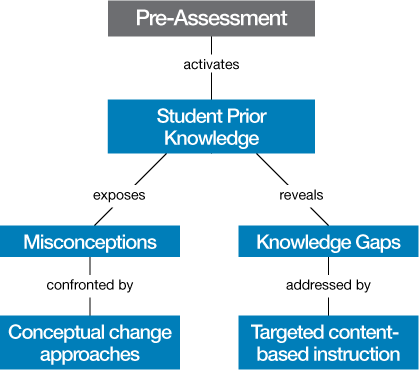 Pre-Assessment
activates
Student Prior
Knowledge
exposes
reveals
Misconceptions
Knowledge Gaps
confronted by
addressed by
Conceptual change
approaches
Targeted content-
based instruction